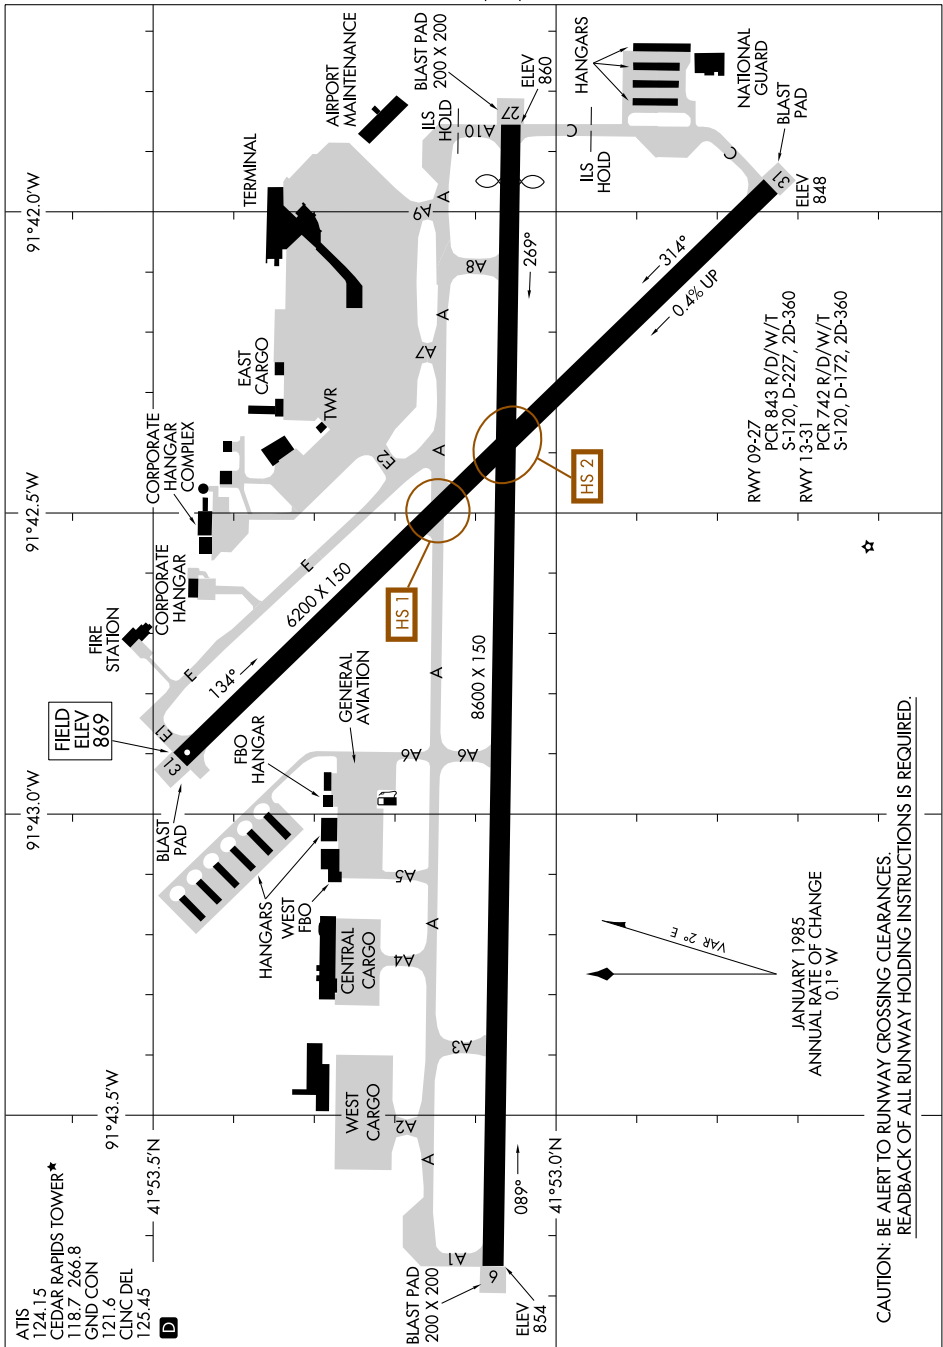 ATIS
124.15
CEDAR RAPIDS TOWER★
118.7 266.8
GND CON
121.6
CLNC DEL
125.45
D
91°43.5'W
91°43.0'W
91°42.5'W
91°42.0'W
41°53.5'N
41°53.0'N
FIELD
ELEV
869
FIRE
STATION
CORPORATE
HANGAR
CORPORATE
HANGAR
COMPLEX
EAST
CARGO
TWR
TERMINAL
AIRPORT
MAINTENANCE
BLAST PAD
200 X 200
ILS
HOLD
ELEV
860
27
HANGARS
NATIONAL
GUARD
BLAST
PAD
ILS
HOLD
C
C
31
ELEV
848
BLAST
PAD
13
E1
E
E
E2
134°
6200 X 150
HANGARS
WEST
FBO
FBO
HANGAR
GENERAL
AVIATION
CENTRAL
CARGO
WEST
CARGO
A1
A
A2
A3
A4
A
A5
A6
A6
A
A
A7
A
A8
A9
A
A10
HS 1
HS 2
8600 X 150
269°
314°
0.4% UP
089°
9
BLAST PAD
200 X 200
ELEV
854
RWY 09-27
PCR 843 R/D/W/T
S-120, D-227, 2D-360
RWY 13-31
PCR 742 R/D/W/T
S-120, D-172, 2D-360
VAR 2° E
JANUARY 1985
ANNUAL RATE OF CHANGE
0.1° W
CAUTION: BE ALERT TO RUNWAY CROSSING CLEARANCES.
READBACK OF ALL RUNWAY HOLDING INSTRUCTIONS IS REQUIRED.